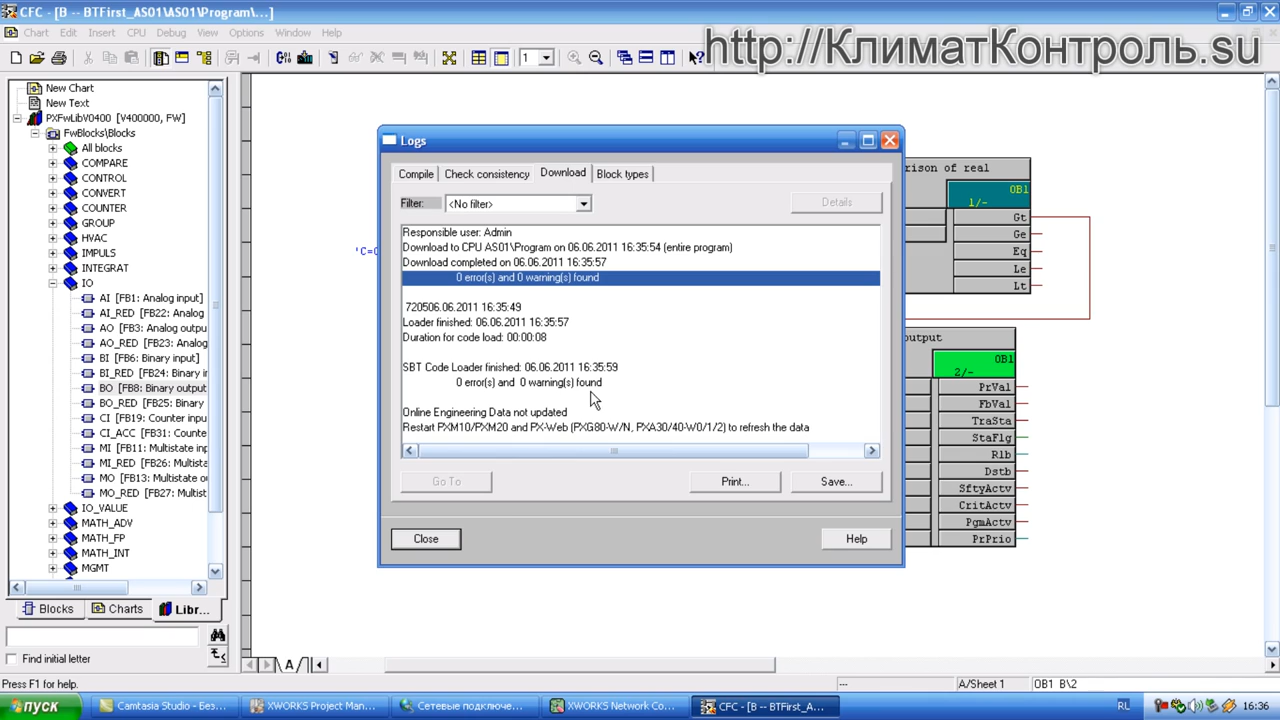 CFC - [B -- BTFirst_AS01\AS01\Program\...]
Chart Edit Insert CPU Debug View Options Window Help
http://КлиматКонтроль.su
1
New Chart
New Text
PXFwLibV0400 [V400000, FW]
FwBlocks\Blocks
All blocks
COMPARE
CONTROL
CONVERT
COUNTER
GROUP
HVAC
IMPULS
INTEGRAT
IO
AI [FB1: Analog input]
AI_RED [FB22: Analog
AO [FB3: Analog outpu
AO_RED [FB23: Analog
BI [FB6: Binary input]
BI_RED [FB24: Binary i
BO [FB8: Binary output
BO_RED [FB25: Binary
CI [FB19: Counter input
CI_ACC [FB31: Counter
MI [FB11: Multistate inp
MI_RED [FB26: Multista
MO [FB13: Multistate o
MO_RED [FB27: Multist
IO_VALUE
MATH_ADV
MATH_FP
MATH_INT
MGMT
Blocks Charts Libr...
Find initial letter
Press F1 for help.
Logs
Compile Check consistency Download Block types
Filter: <No filter> Details
Responsible user: Admin
Download to CPU AS01\Program on 06.06.2011 16:35:54 (entire program)
Download completed on 06.06.2011 16:35:57
0 error(s) and 0 warning(s) found
720506.06.2011 16:35:49
Loader finished: 06.06.2011 16:35:57
Duration for code load: 00:00:08
SBT Code Loader finished: 06.06.2011 16:35:59
0 error(s) and 0 warning(s) found
Online Engineering Data not updated
Restart PXM10/PXM20 and PX-Web (PXG80-W/N, PXA30/40-W0/1/2) to refresh the data
Go To Print... Save...
Close Help
rison of real
OB1
1/-
Gt
Ge
Eq
Le
Lt
utput
OB1
2/-
PrVal
FbVal
TraSta
StaFlg
Rlb
Dstb
SftyActv
CritActv
PgmActv
PrPrio
A
--- A/Sheet 1 OB1 B\2
пуск Camtasia Studio - Без... XWORKS Project Man... Сетевые подключе... XWORKS Network Co... CFC - [B -- BTFirst_A... RL 16:36